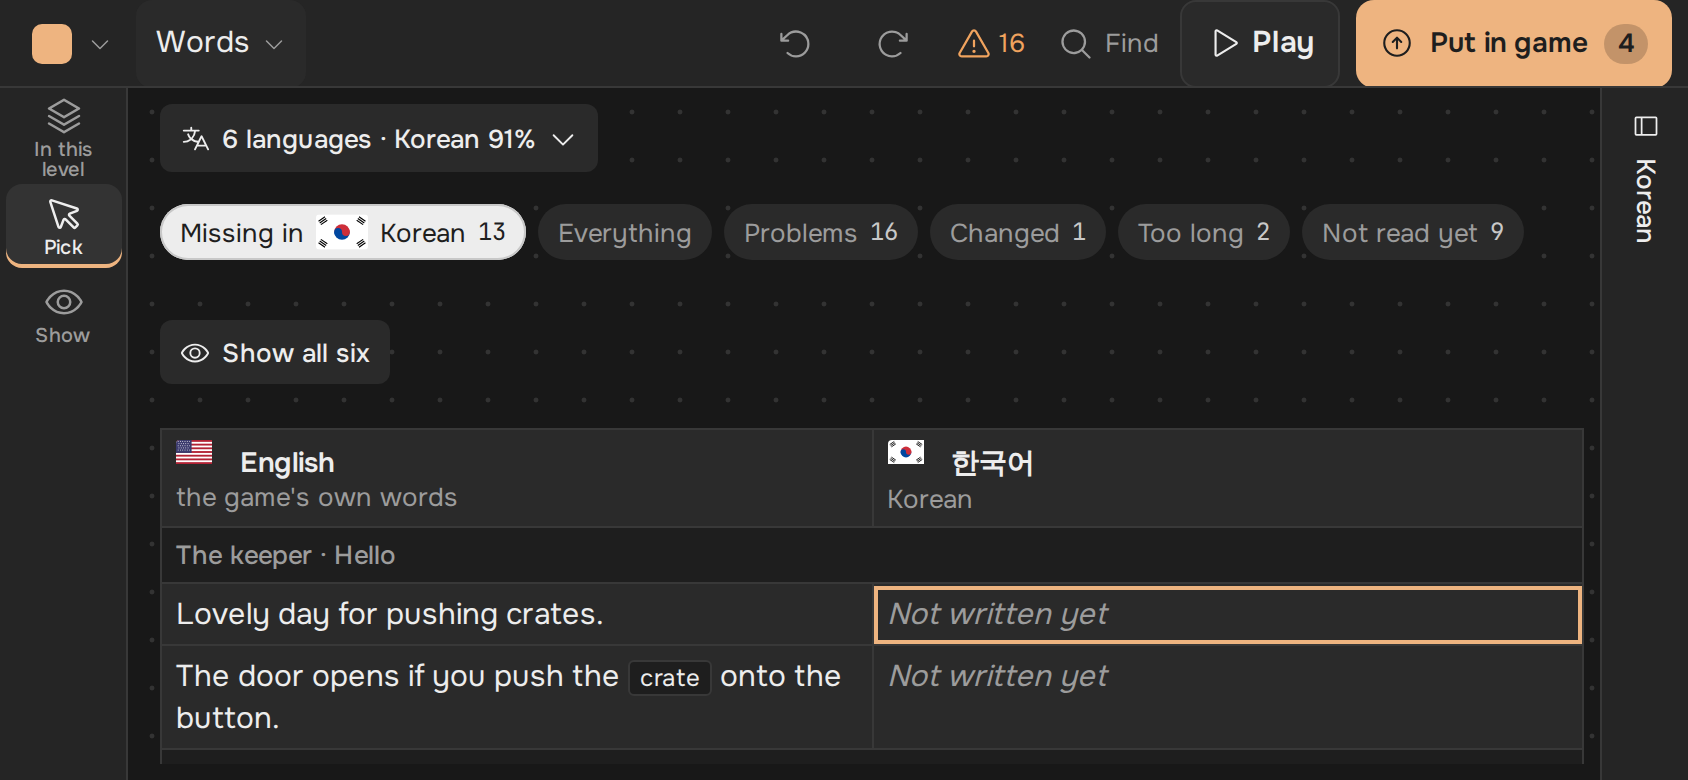 Words
16
Find
Play
Put in game 4
In this
level
Pick
Show
6 languages · Korean 91%
Missing in Korean 13
Everything
Problems 16
Changed 1
Too long 2
Not read yet 9
Korean
Show all six
English
the game's own words
한국어
Korean
The keeper · Hello
Lovely day for pushing crates.
Not written yet
The door opens if you push the crate onto the
button.
Not written yet